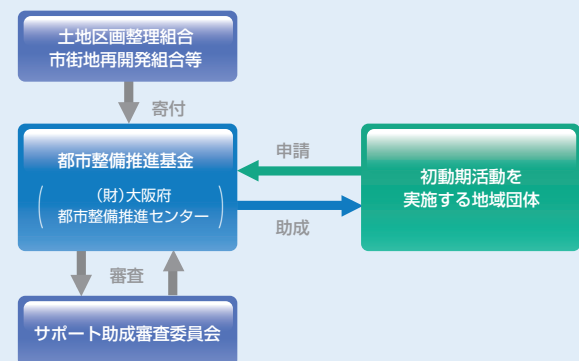 土地区画整理組合
市街地再開発組合等
寄付
都市整備推進基金
(財)大阪府
都市整備推進センター
申請
助成
初動期活動を
実施する地域団体
審査
サポート助成審査委員会